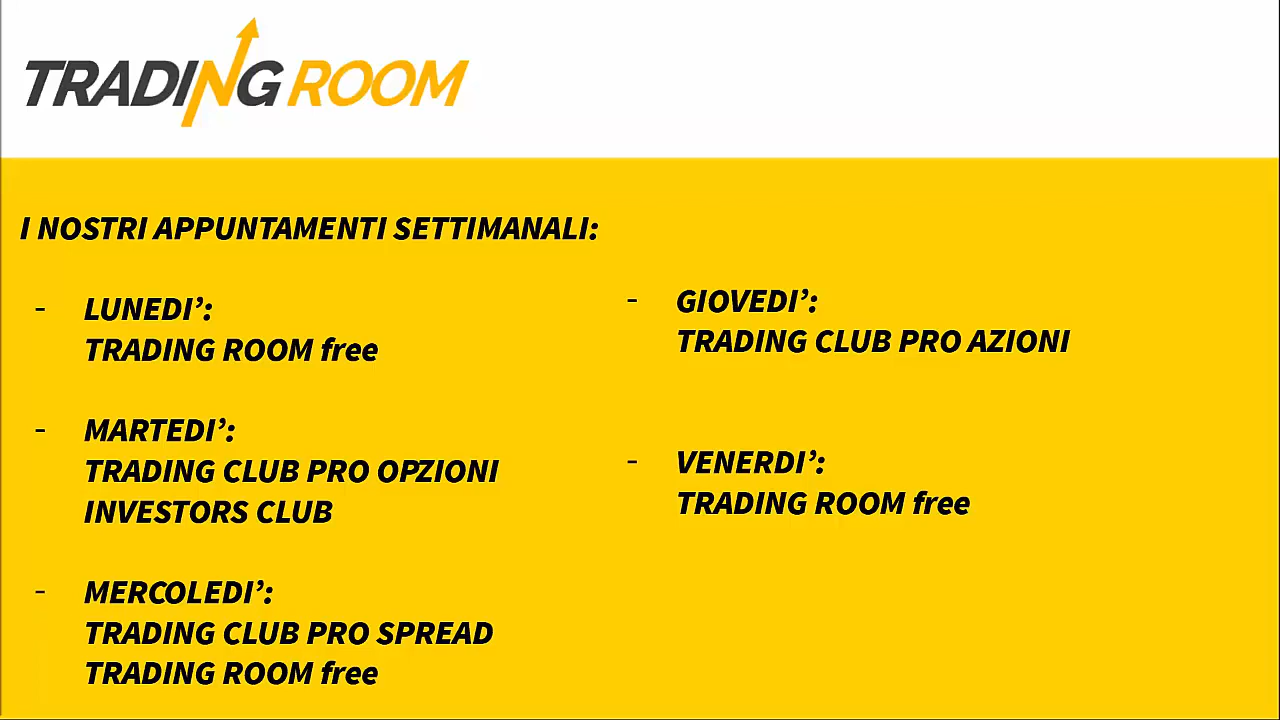 TRADING ROOM
I NOSTRI APPUNTAMENTI SETTIMANALI:
- LUNEDI’:
TRADING ROOM free
- MARTEDI’:
TRADING CLUB PRO OPZIONI
INVESTORS CLUB
- MERCOLEDI’:
TRADING CLUB PRO SPREAD
TRADING ROOM free
- GIOVEDI’:
TRADING CLUB PRO AZIONI
- VENERDI’:
TRADING ROOM free